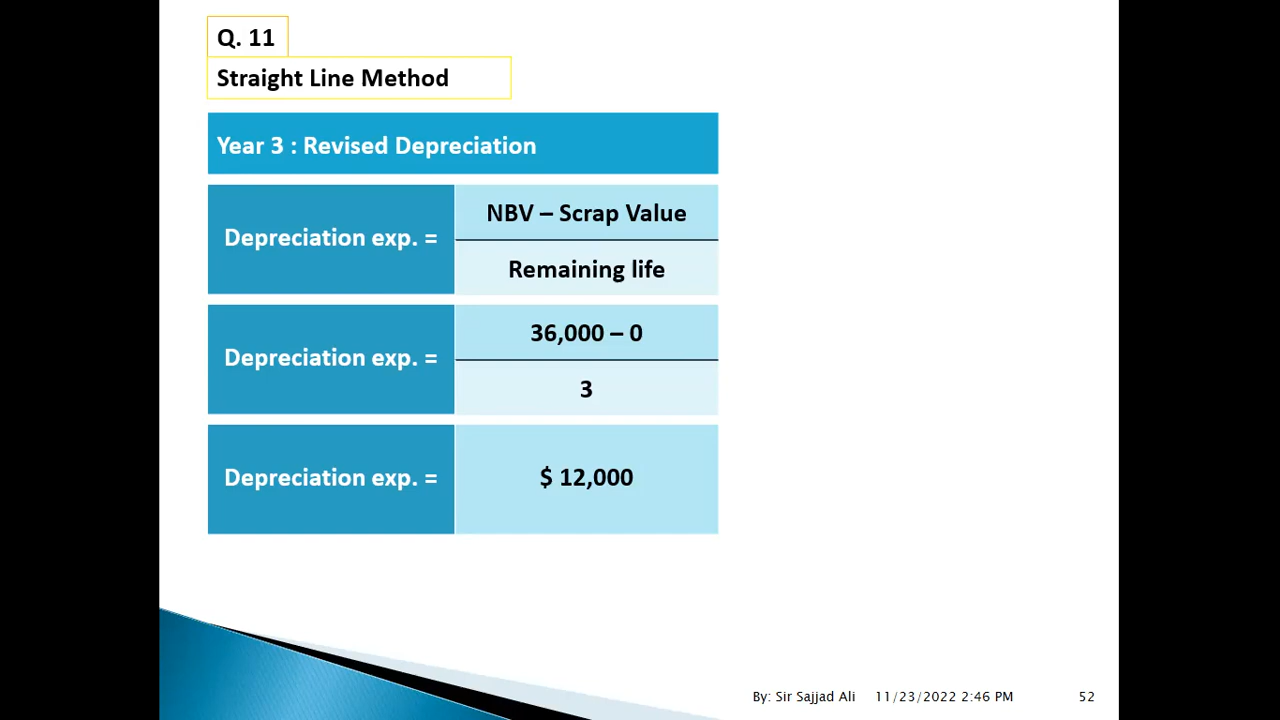 Q. 11
Straight Line Method
Year 3 : Revised Depreciation
Depreciation exp. =
NBV – Scrap Value
Remaining life
Depreciation exp. =
36,000 – 0
3
Depreciation exp. =
$ 12,000
By: Sir Sajjad Ali 11/23/2022 2:46 PM 52